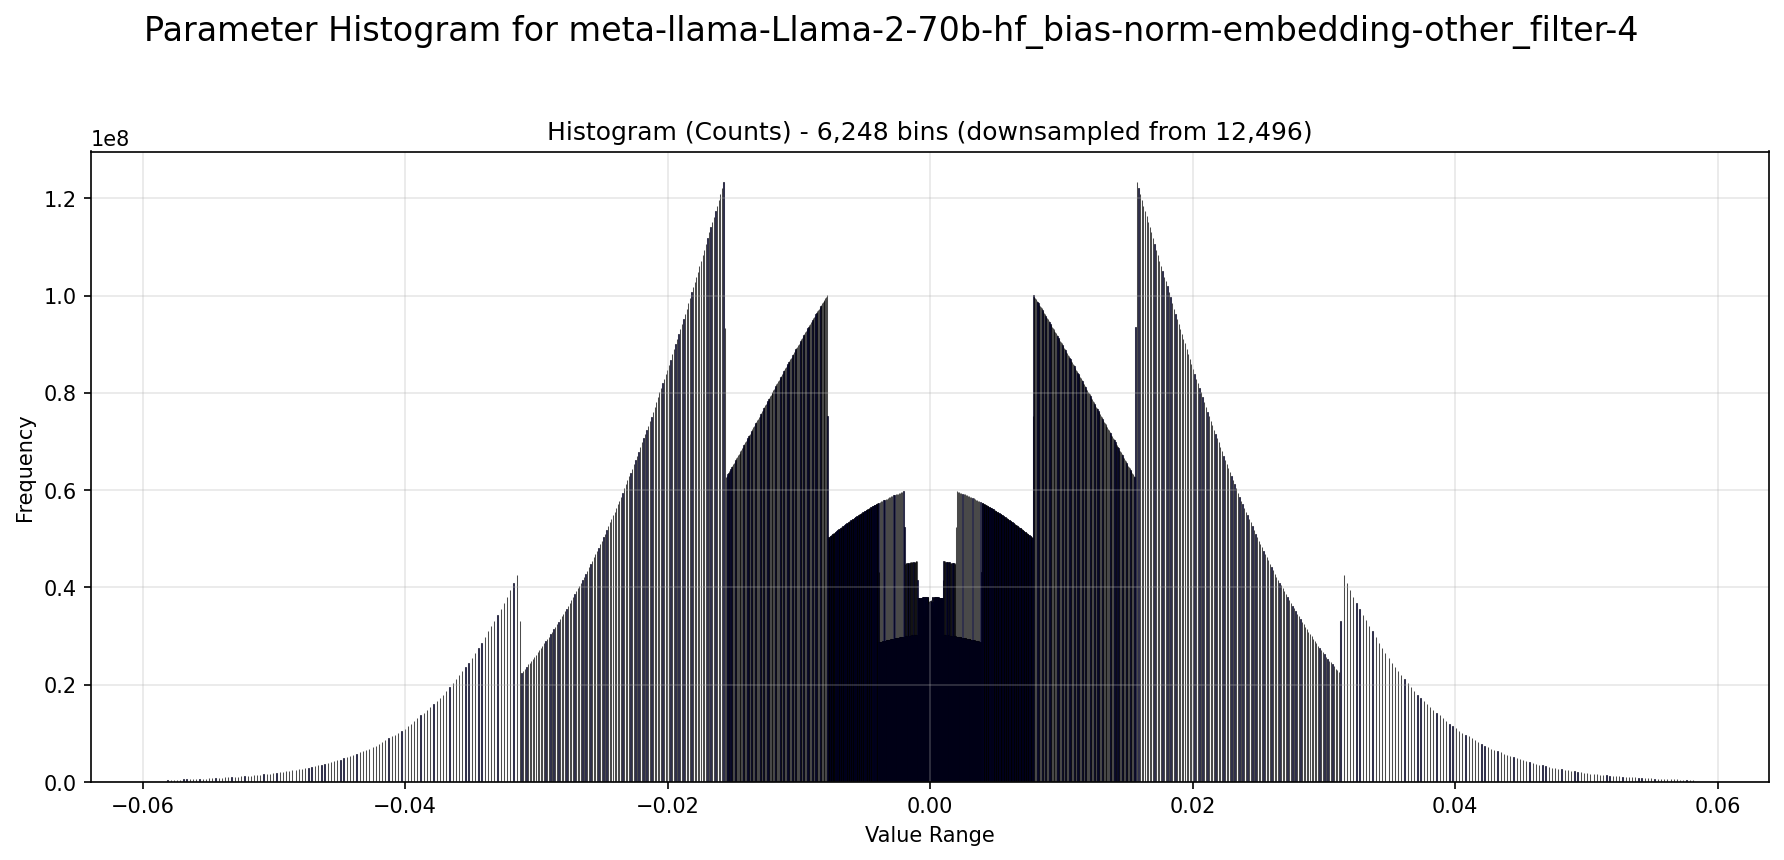 Parameter Histogram for meta-llama-Llama-2-70b-hf_bias-norm-embedding-other_filter-4
Histogram (Counts) - 6,248 bins (downsampled from 12,496)
1e8
1.2
1.0
0.8
0.6
0.4
0.2
0.0
Frequency
−0.06 −0.04 −0.02 0.00 0.02 0.04 0.06
Value Range